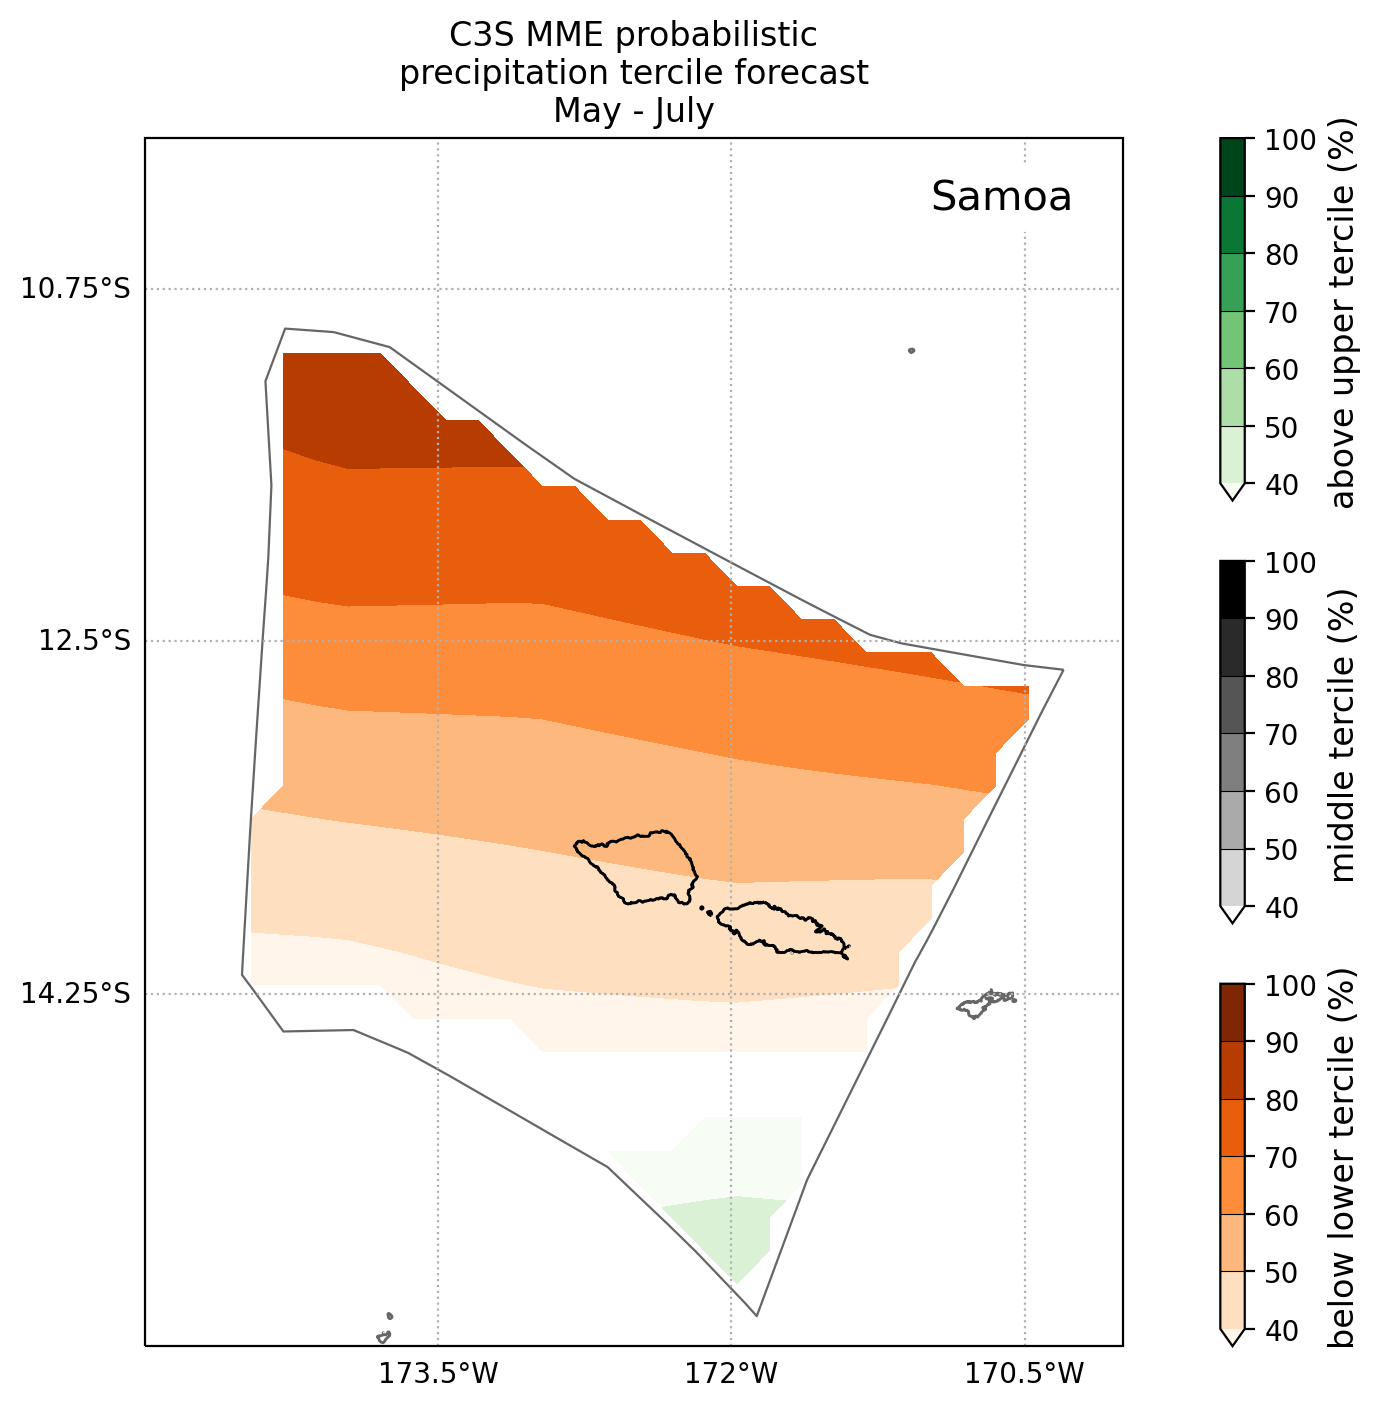 C3S MME probabilistic
precipitation tercile forecast
May - July
Samoa
10.75°S
12.5°S
14.25°S
173.5°W
172°W
170.5°W
100
90
80
70
60
50
40
above upper tercile (%)
100
90
80
70
60
50
40
middle tercile (%)
100
90
80
70
60
50
40
below lower tercile (%)